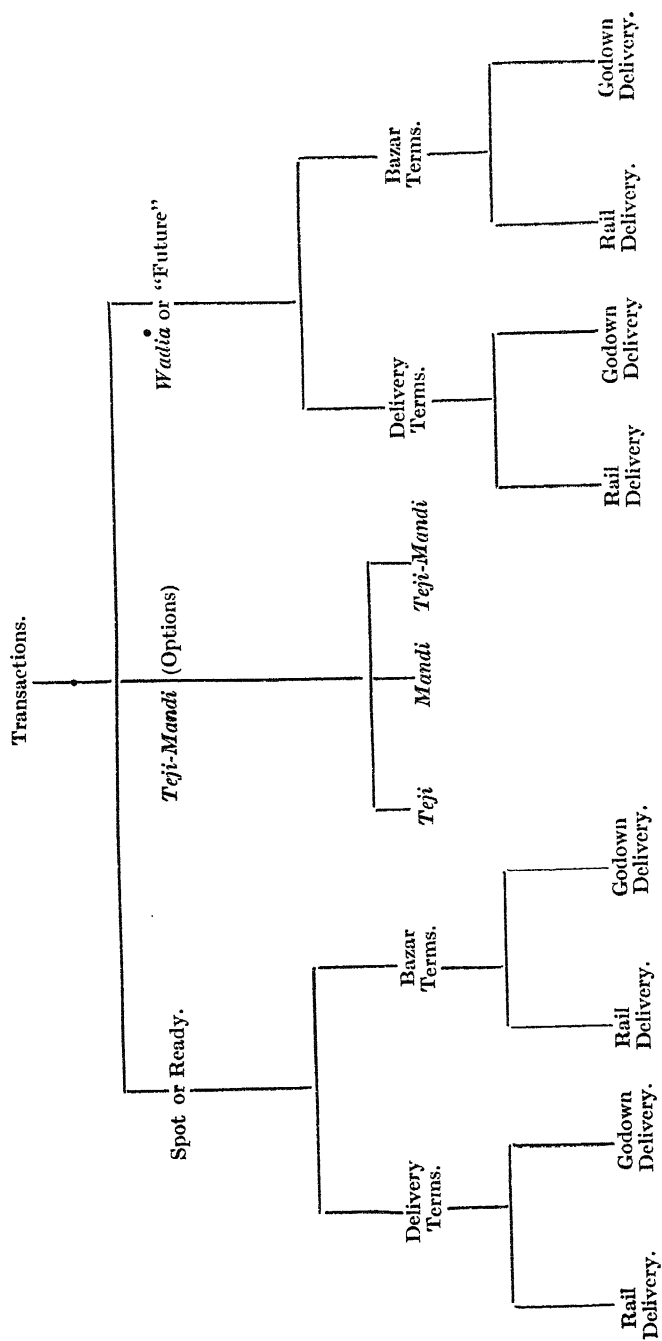 Transactions.
Spot or Ready.
Teji-Mandi (Options)
Wadia or “Future”
Delivery
Terms.
Bazar
Terms.
Teji
Mandi
Teji-Mandi
Delivery
Terms.
Bazar
Terms.
Rail
Delivery.
Godown
Delivery.
Rail
Delivery.
Godown
Delivery.
Rail
Delivery
Godown
Delivery
Rail
Delivery.
Godown
Delivery.